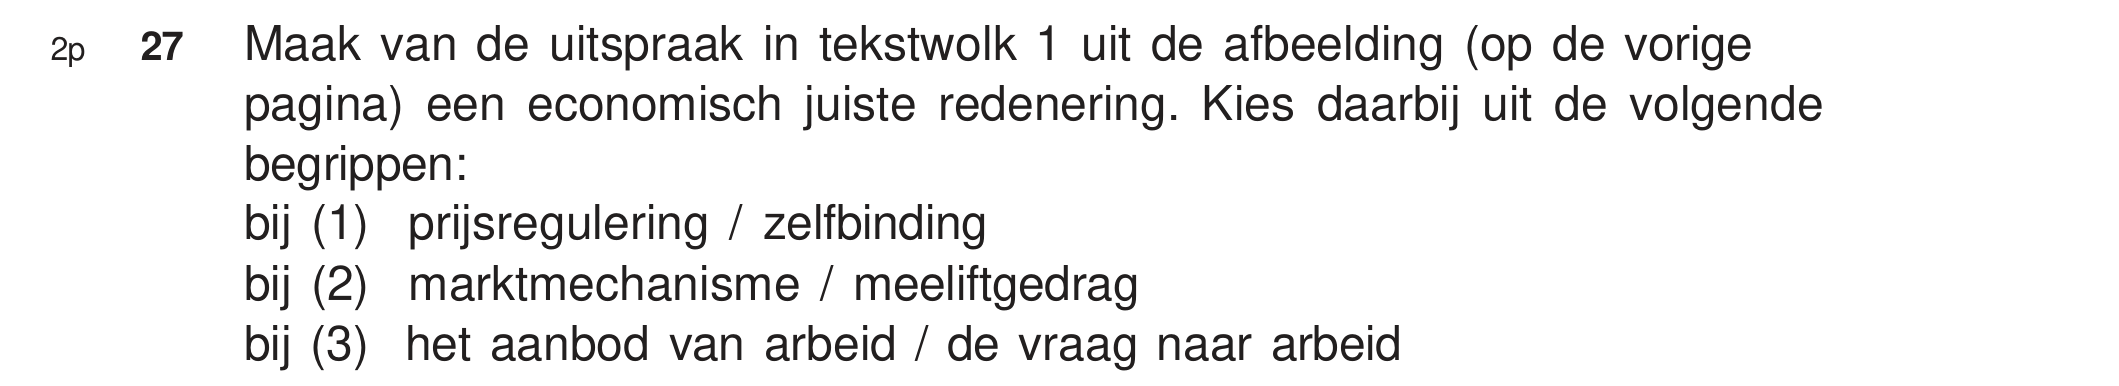 2p 27 Maak van de uitspraak in tekstwolk 1 uit de afbeelding (op de vorige
pagina) een economisch juiste redenering. Kies daarbij uit de volgende
begrippen:
bij (1) prijsregulering / zelfbinding
bij (2) marktmechanisme / meeliftgedrag
bij (3) het aanbod van arbeid / de vraag naar arbeid